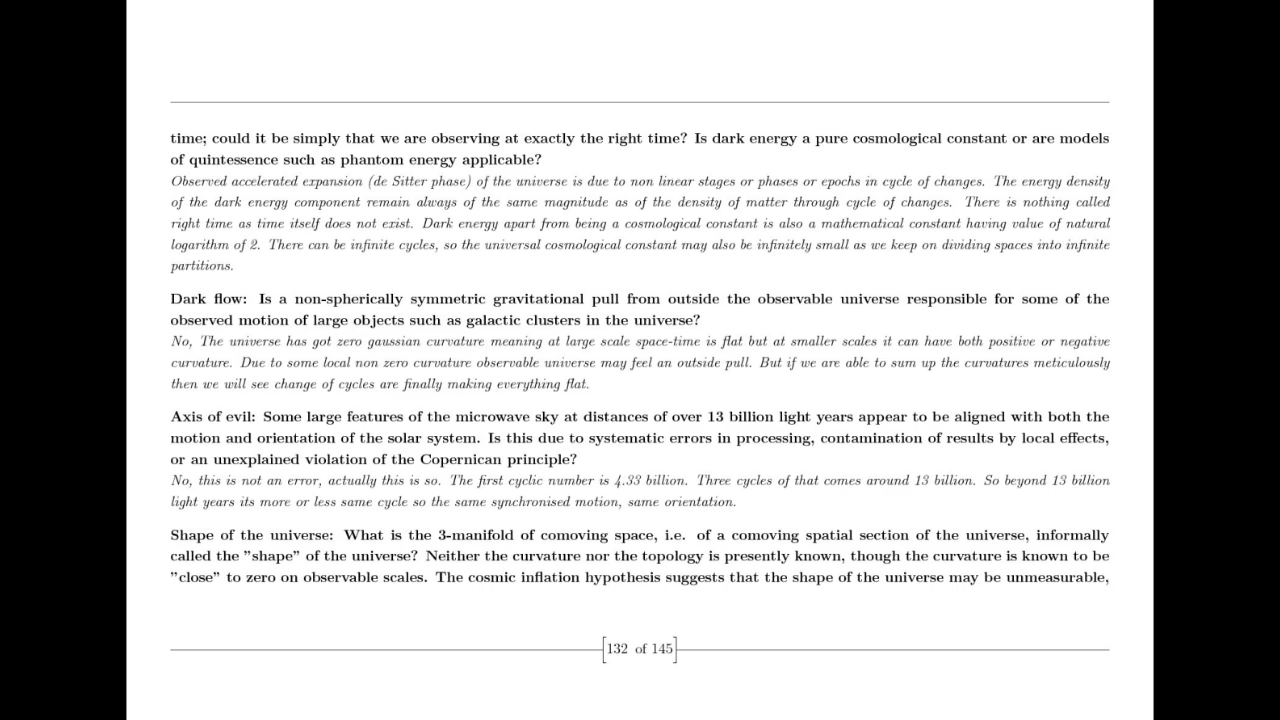 time; could it be simply that we are observing at exactly the right time? Is dark energy a pure cosmological constant or are models
of quintessence such as phantom energy applicable?
Observed accelerated expansion (de Sitter phase) of the universe is due to non linear stages or phases or epochs in cycle of changes. The energy density
of the dark energy component remain always of the same magnitude as of the density of matter through cycle of changes. There is nothing called
right time as time itself does not exist. Dark energy apart from being a cosmological constant is also a mathematical constant having value of natural
logarithm of 2. There can be infinite cycles, so the universal cosmological constant may also be infinitely small as we keep on dividing spaces into infinite
partitions.
Dark flow: Is a non-spherically symmetric gravitational pull from outside the observable universe responsible for some of the
observed motion of large objects such as galactic clusters in the universe?
No, The universe has got zero gaussian curvature meaning at large scale space-time is flat but at smaller scales it can have both positive or negative
curvature. Due to some local non zero curvature observable universe may feel an outside pull. But if we are able to sum up the curvatures meticulously
then we will see change of cycles are finally making everything flat.
Axis of evil: Some large features of the microwave sky at distances of over 13 billion light years appear to be aligned with both the
motion and orientation of the solar system. Is this due to systematic errors in processing, contamination of results by local effects,
or an unexplained violation of the Copernican principle?
No, this is not an error, actually this is so. The first cyclic number is 4.33 billion. Three cycles of that comes around 13 billion. So beyond 13 billion
light years its more or less same cycle so the same synchronised motion, same orientation.
Shape of the universe: What is the 3-manifold of comoving space, i.e. of a comoving spatial section of the universe, informally
called the "shape" of the universe? Neither the curvature nor the topology is presently known, though the curvature is known to be
"close" to zero on observable scales. The cosmic inflation hypothesis suggests that the shape of the universe may be unmeasurable,
[132 of 145]